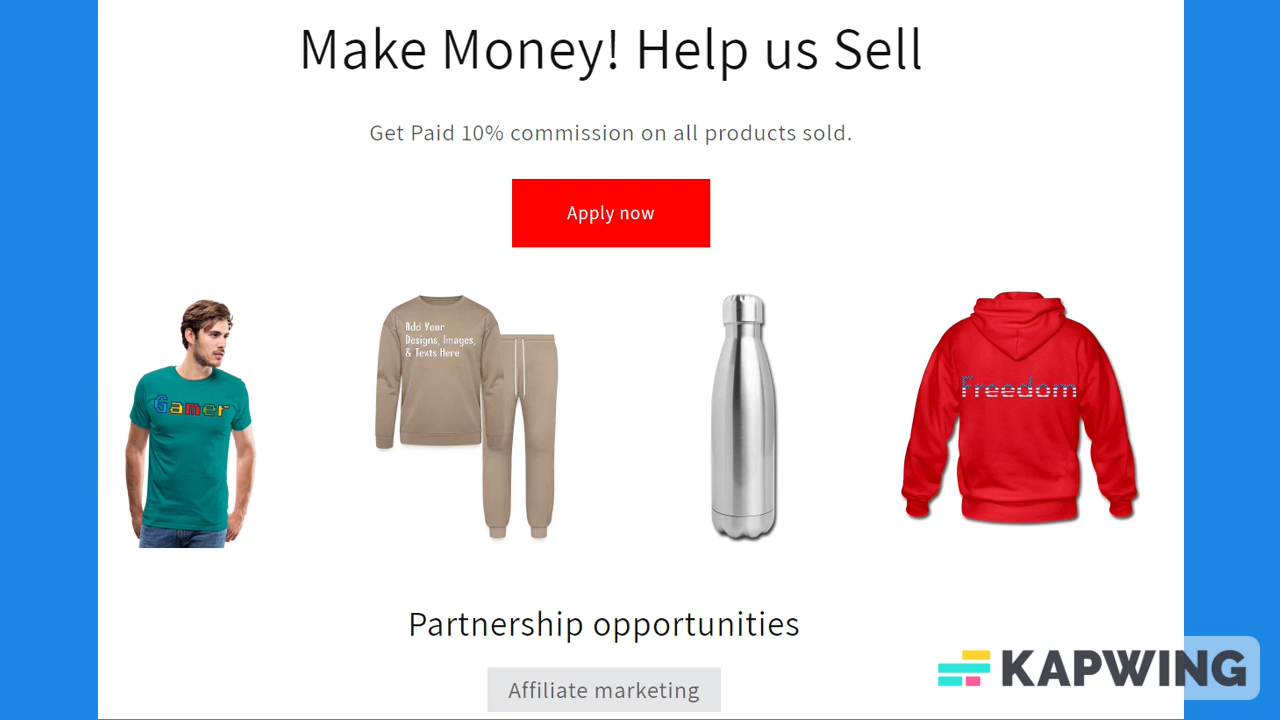 Make Money! Help us Sell
Get Paid 10% commission on all products sold.
Apply now
Gamer
Add Your
Designs, Images,
& Texts Here
Freedom
Partnership opportunities
Affiliate marketing
KAPWING